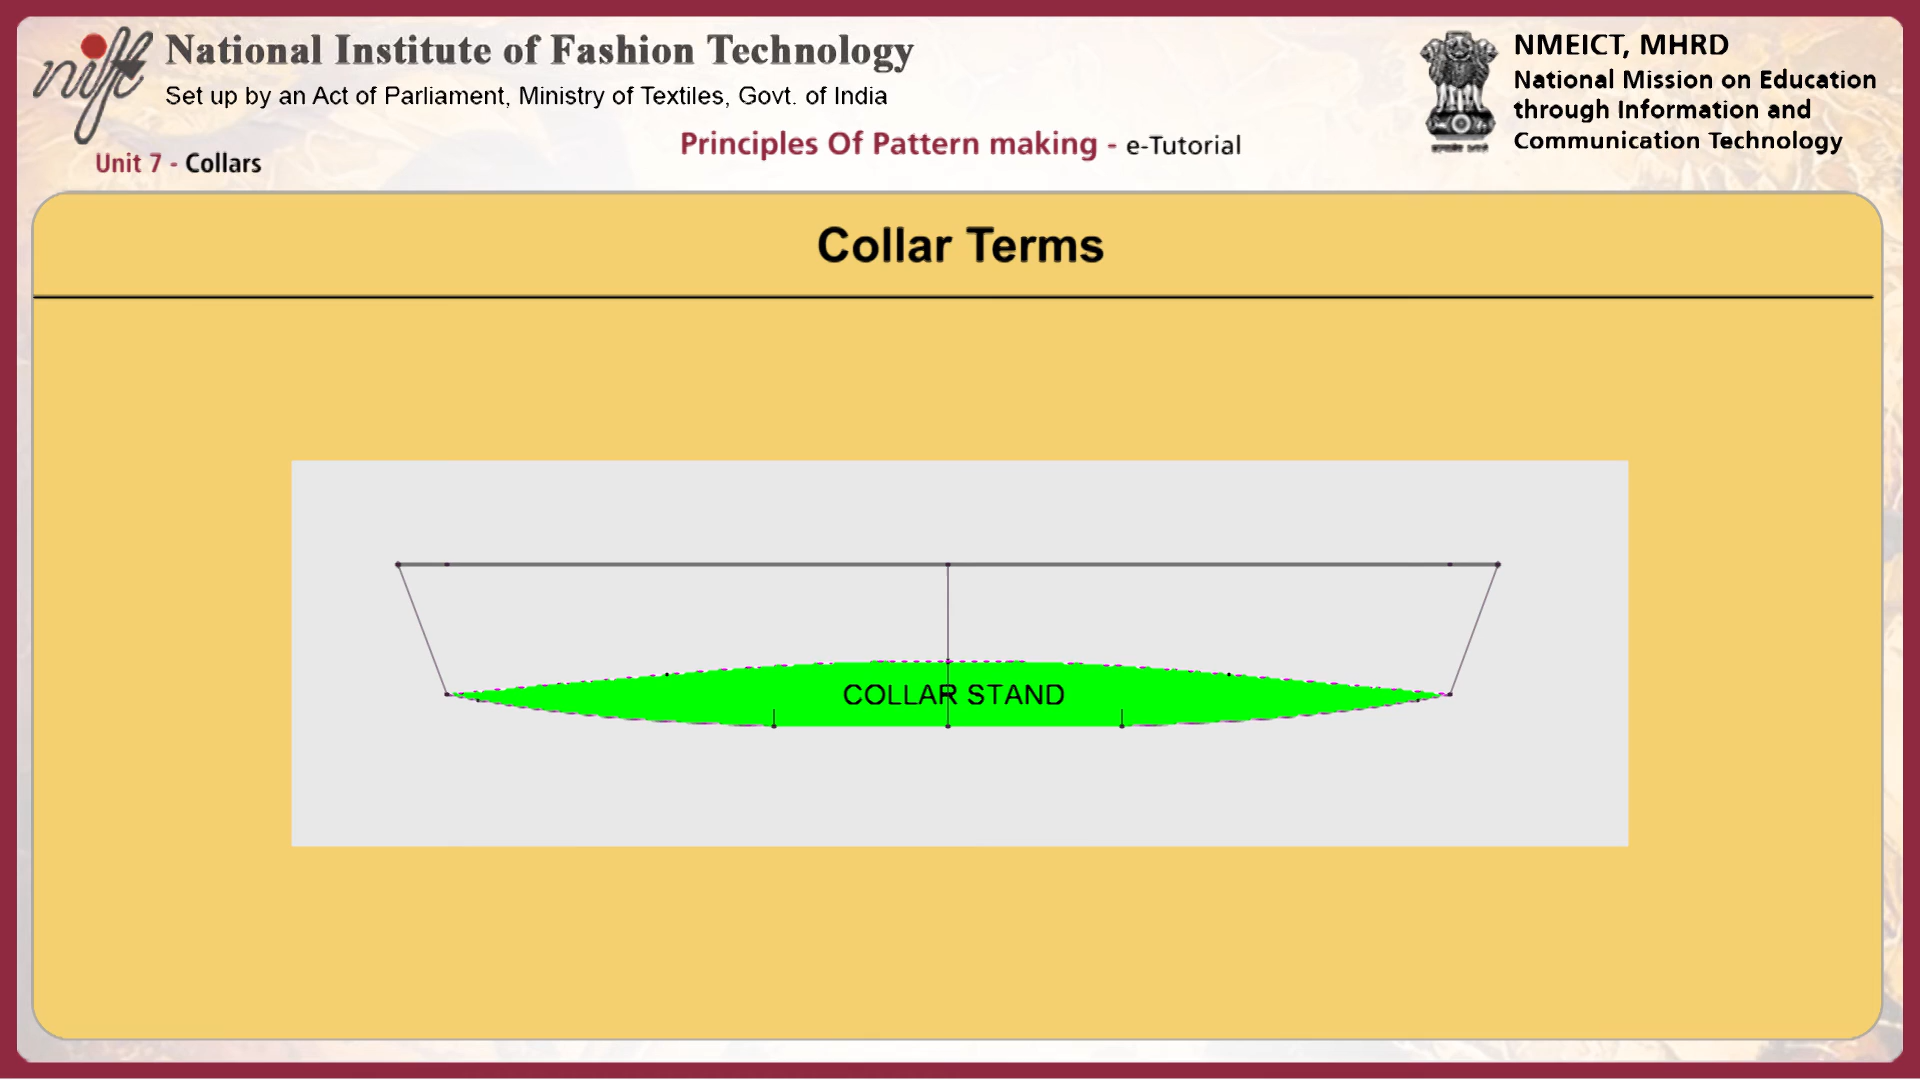 nift
National Institute of Fashion Technology
Set up by an Act of Parliament, Ministry of Textiles, Govt. of India
NMEICT, MHRD
National Mission on Education
through Information and
Communication Technology
Principles Of Pattern making - e-Tutorial
Unit 7 - Collars
Collar Terms
COLLAR STAND